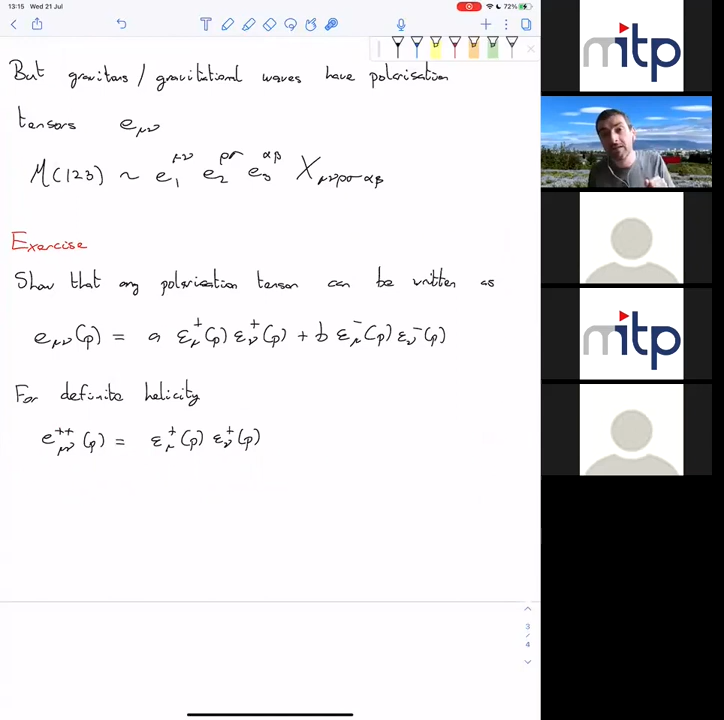 13:15 Wed 21 Jul
72%
But gravitons / gravitational waves have polarisation
tensors e_μν
M(123) ~ e_1^μν e_2^ρσ e_3^αβ X_μνρσαβ
Exercise
Show that any polarisation tensor can be written as
e_μν(p) = a ε_μ^+(p) ε_ν^+(p) + b ε_μ^-(p) ε_ν^-(p)
For definite helicity
e_μν^++(p) = ε_μ^+(p) ε_ν^+(p)
3
/
4
mitp
mitp